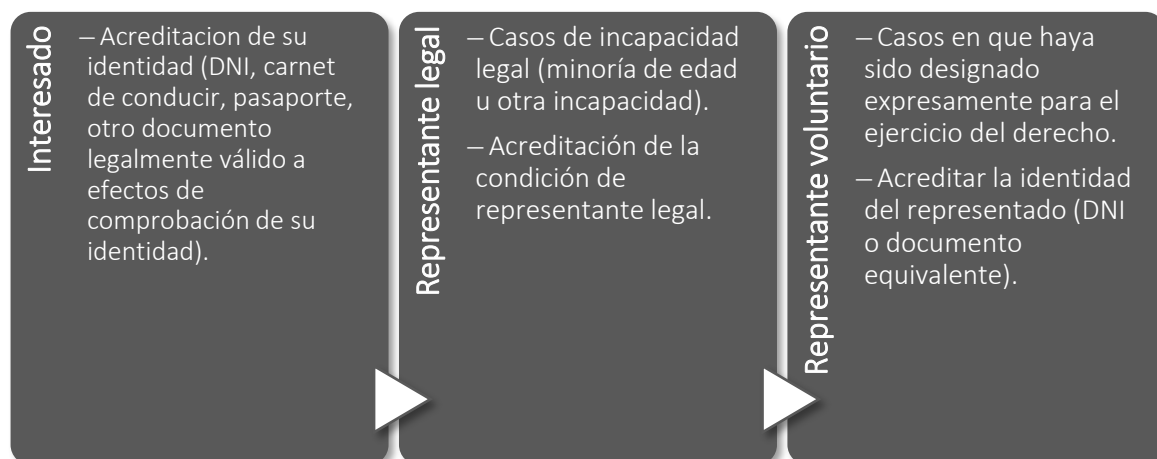 Interesado
– Acreditacion de su
identidad (DNI, carnet
de conducir, pasaporte,
otro documento
legalmente válido a
efectos de
comprobación de su
identidad).
Representante legal
– Casos de incapacidad
legal (minoría de edad
u otra incapacidad).
– Acreditación de la
condición de
representante legal.
Representante voluntario
– Casos en que haya
sido designado
expresamente para el
ejercicio del derecho.
– Acreditar la identidad
del representado (DNI
o documento
equivalente).